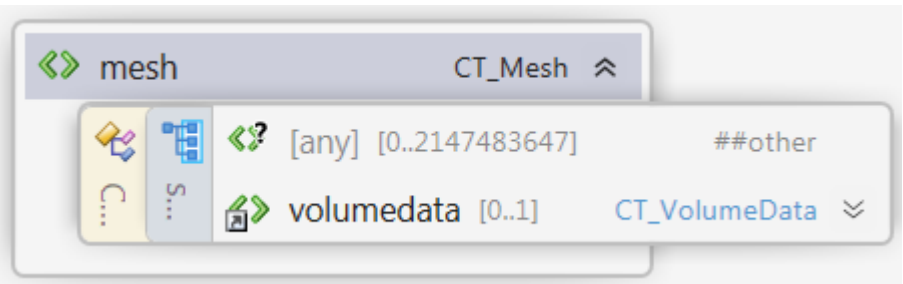 mesh CT_Mesh
[any] [0..2147483647] ##other
C... S...
volumedata [0..1] CT_VolumeData